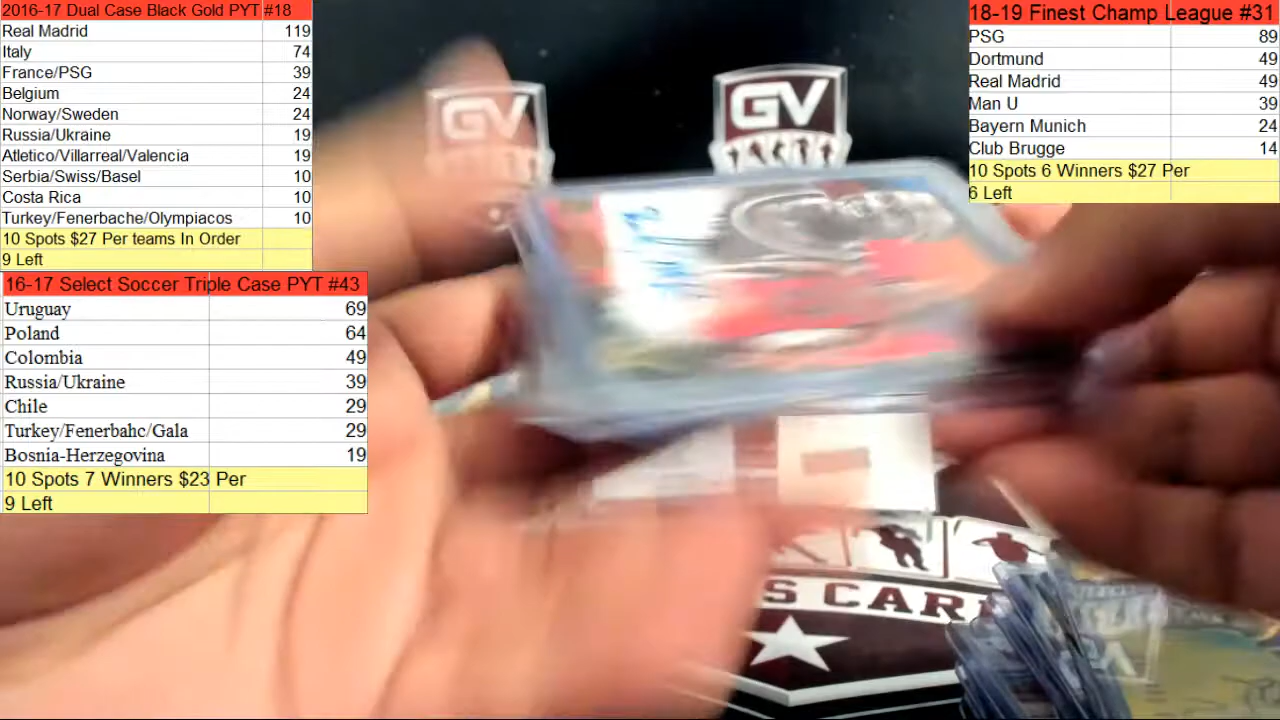 2016-17 Dual Case Black Gold PYT #18
Real Madrid 119
Italy 74
France/PSG 39
Belgium 24
Norway/Sweden 24
Russia/Ukraine 19
Atletico/Villarreal/Valencia 19
Serbia/Swiss/Basel 10
Costa Rica 10
Turkey/Fenerbache/Olympiacos 10
10 Spots $27 Per teams In Order
9 Left
16-17 Select Soccer Triple Case PYT #43
Uruguay 69
Poland 64
Colombia 49
Russia/Ukraine 39
Chile 29
Turkey/Fenerbahc/Gala 29
Bosnia-Herzegovina 19
10 Spots 7 Winners $23 Per
9 Left
18-19 Finest Champ League #31
PSG 89
Dortmund 49
Real Madrid 49
Man U 39
Bayern Munich 24
Club Brugge 14
10 Spots 6 Winners $27 Per
6 Left
GV
GV
S CAR